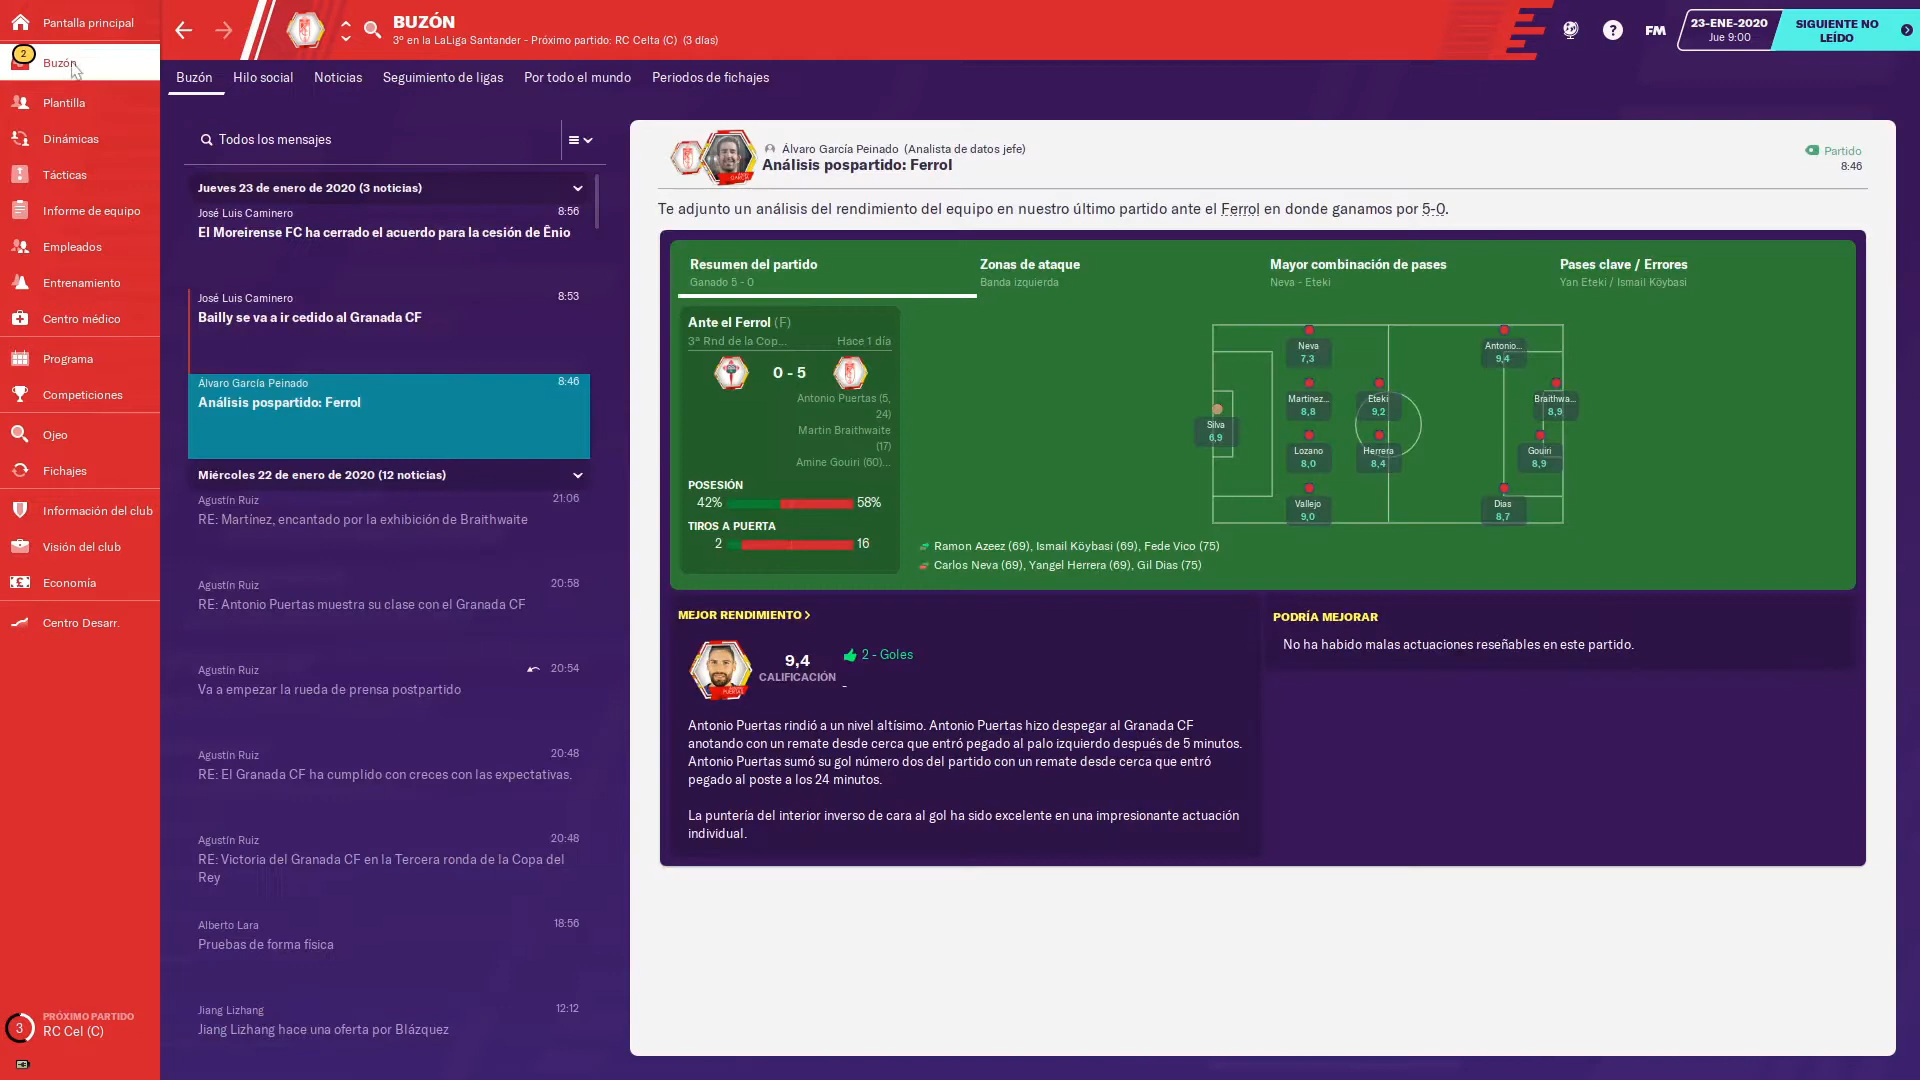 Pantalla principal
2
Buzón
Plantilla
Dinámicas
Tácticas
Informe de equipo
Empleados
Entrenamiento
Centro médico
Programa
Competiciones
Ojeo
Fichajes
Información del club
Visión del club
Economía
Centro Desarr.
3
PRÓXIMO PARTIDO
RC Cel (C)
BUZÓN
3º en la LaLiga Santander - Próximo partido: RC Celta (C) (3 días)
FM
23-ENE-2020
Jue 9:00
SIGUIENTE NO
LEÍDO
Buzón
Hilo social
Noticias
Seguimiento de ligas
Por todo el mundo
Periodos de fichajes
Todos los mensajes
Jueves 23 de enero de 2020 (3 noticias)
José Luis Caminero 8:56
El Moreirense FC ha cerrado el acuerdo para la cesión de Ênio
José Luis Caminero 8:53
Bailly se va a ir cedido al Granada CF
Álvaro García Peinado 8:46
Análisis pospartido: Ferrol
Miércoles 22 de enero de 2020 (12 noticias)
Agustín Ruiz 21:06
RE: Martínez, encantado por la exhibición de Braithwaite
Agustín Ruiz 20:58
RE: Antonio Puertas muestra su clase con el Granada CF
Agustín Ruiz 20:54
Va a empezar la rueda de prensa postpartido
Agustín Ruiz 20:48
RE: El Granada CF ha cumplido con creces con las expectativas.
Agustín Ruiz 20:48
RE: Victoria del Granada CF en la Tercera ronda de la Copa del
Rey
Alberto Lara 18:56
Pruebas de forma física
Jiang Lizhang 12:12
Jiang Lizhang hace una oferta por Blázquez
Álvaro García Peinado (Analista de datos jefe)
Análisis pospartido: Ferrol
Partido
8:46
Te adjunto un análisis del rendimiento del equipo en nuestro último partido ante el Ferrol en donde ganamos por 5-0.
Resumen del partido
Ganado 5 - 0
Zonas de ataque
Banda izquierda
Mayor combinación de pases
Neva - Eteki
Pases clave / Errores
Yan Eteki / Ismail Köybasi
Ante el Ferrol (F)
3ª Rnd de la Cop... Hace 1 día
0 - 5
Antonio Puertas (5,
24)
Martin Braithwaite
(17)
Amine Gouiri (60)...
POSESIÓN
42% 58%
TIROS A PUERTA
2 16
Neva
7,3
Antonio...
9,4
Martínez...
8,8
Eteki
9,2
Braithwa...
8,9
Silva
6,9
Lozano
8,0
Herrera
8,4
Gouiri
8,9
Vallejo
9,0
Dias
8,7
Ramon Azeez (69), Ismail Köybasi (69), Fede Vico (75)
Carlos Neva (69), Yangel Herrera (69), Gil Dias (75)
MEJOR RENDIMIENTO >
9,4
CALIFICACIÓN
2 - Goles
-
Antonio Puertas rindió a un nivel altísimo. Antonio Puertas hizo despegar al Granada CF
anotando con un remate desde cerca que entró pegado al palo izquierdo después de 5 minutos.
Antonio Puertas sumó su gol número dos del partido con un remate desde cerca que entró
pegado al poste a los 24 minutos.
La puntería del interior inverso de cara al gol ha sido excelente en una impresionante actuación
individual.
PODRÍA MEJORAR
No ha habido malas actuaciones reseñables en este partido.